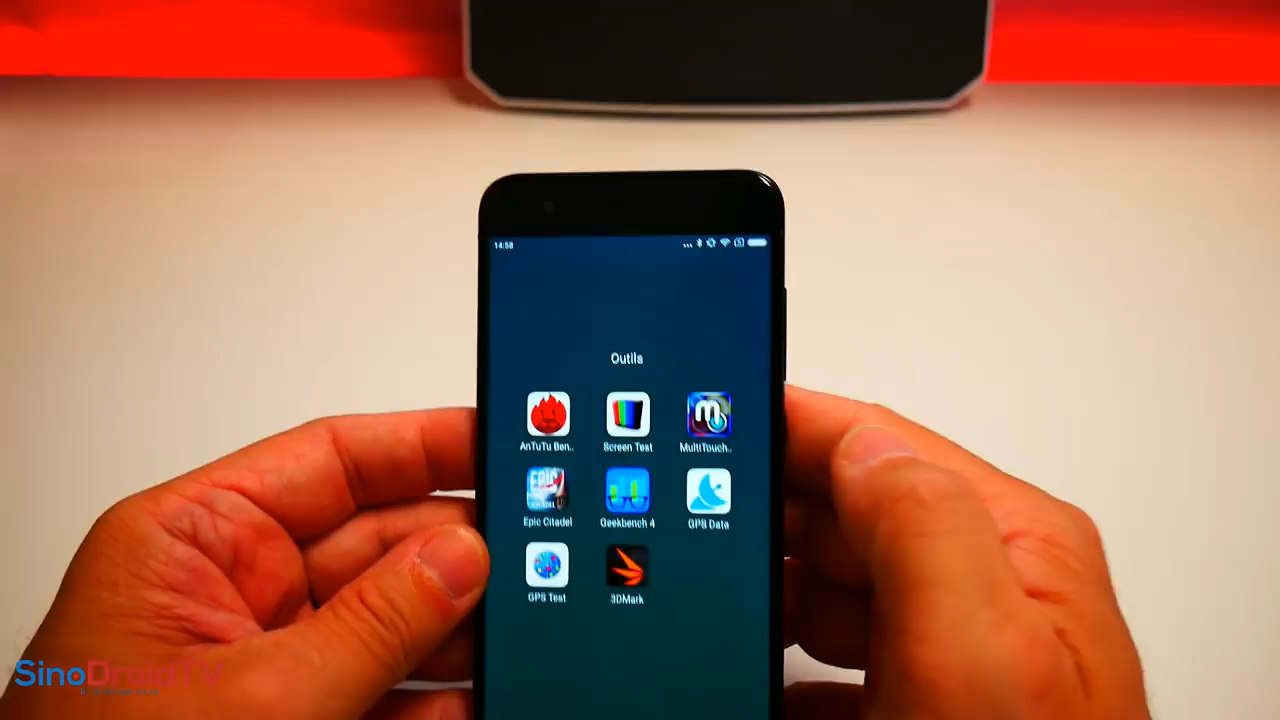 14:58
Outils
AnTuTu Ben..
Screen Test
MultiTouch..
Epic Citadel
Geekbench 4
GPS Data
GPS Test
3DMark
SinoDroidTV